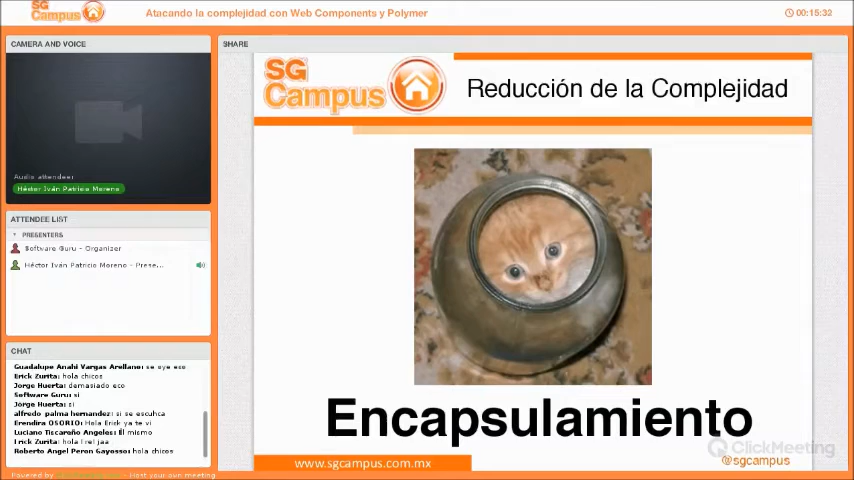 SG Campus
Atacando la complejidad con Web Components y Polymer
00:15:32
CAMERA AND VOICE
Audio attendee:
Héctor Iván Patricio Moreno
ATTENDEE LIST
PRESENTERS
Software Guru - Organizer
Héctor Iván Patricio Moreno - Prese...
CHAT
Guadalupe Anahi Vargas Arellano: se oye eco
Erick Zurita: hola chicos
Jorge Huerta: demasiado eco
Software Guru: si
Jorge Huerta: si
alfredo palma hernandez: si se escuhca
Erendira OSORIO: Hola Erick ya te vi
Luciano Tiscareño Angeles: El mismo
Erick Zurita: hola
Roberto Angel Peron Gayosso: hola chicos
Powered by ClickMeeting - Host your own meeting
SHARE
SG
Campus
Reducción de la Complejidad
Encapsulamiento
ClickMeeting
www.sgcampus.com.mx
@sgcampus